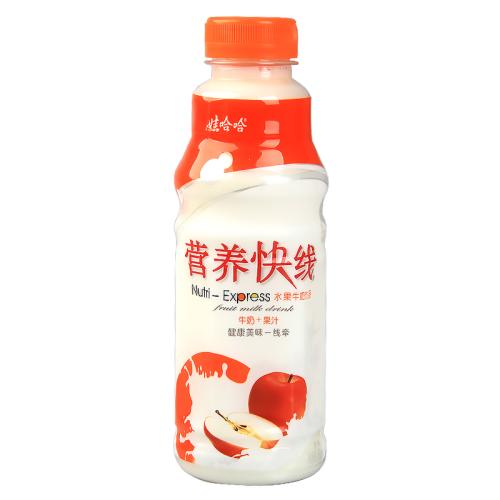 娃哈哈®
营养快线
Nutri-Express 水果牛奶饮品
fruit milk drink
牛奶+果汁
健康美味一线牵